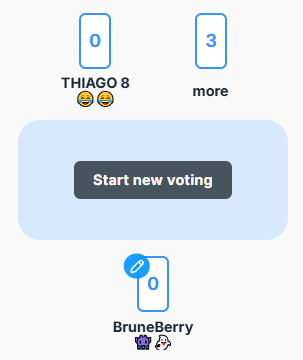 0 3
THIAGO 8 more
😂😂
Start new voting
0
BruneBerry